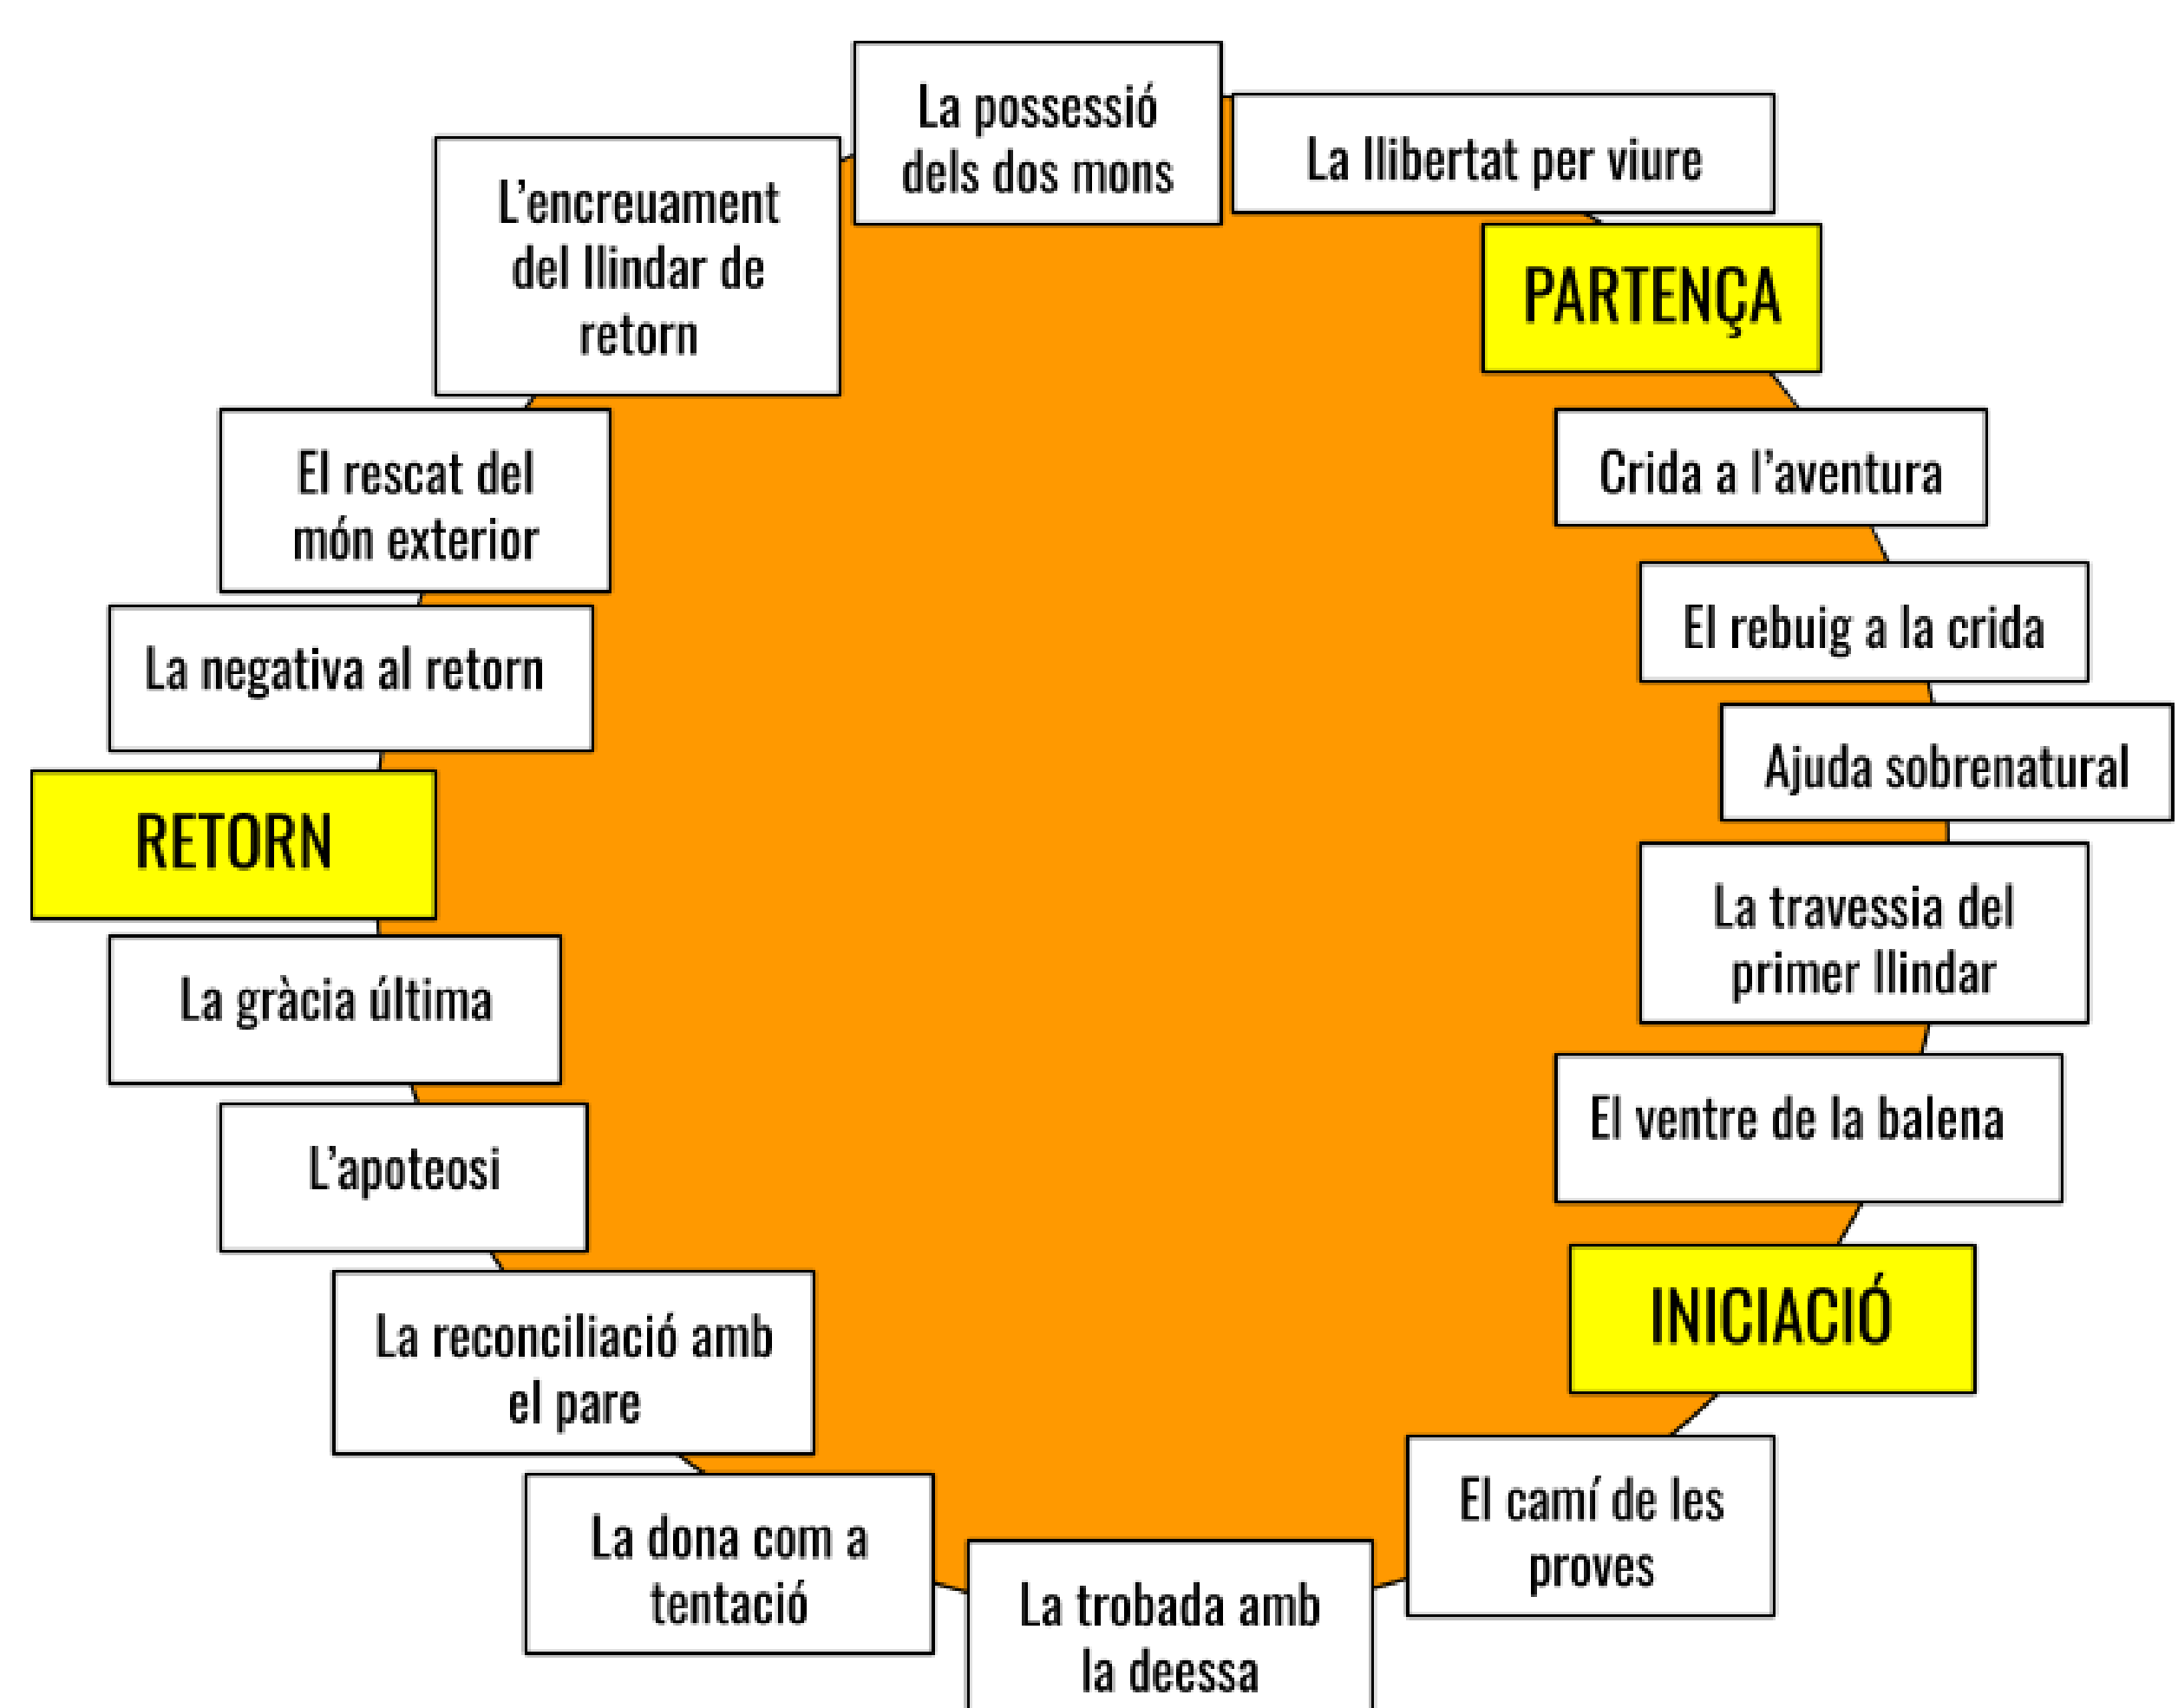 La possessió
dels dos mons
La llibertat per viure
PARTENÇA
Crida a l’aventura
El rebuig a la crida
Ajuda sobrenatural
La travessia del
primer llindar
El ventre de la balena
INICIACIÓ
El camí de les
proves
La trobada amb
la deessa
La dona com a
tentació
La reconciliació amb
el pare
L’apoteosi
La gràcia última
RETORN
La negativa al retorn
El rescat del
món exterior
L’encreuament
del llindar de
retorn